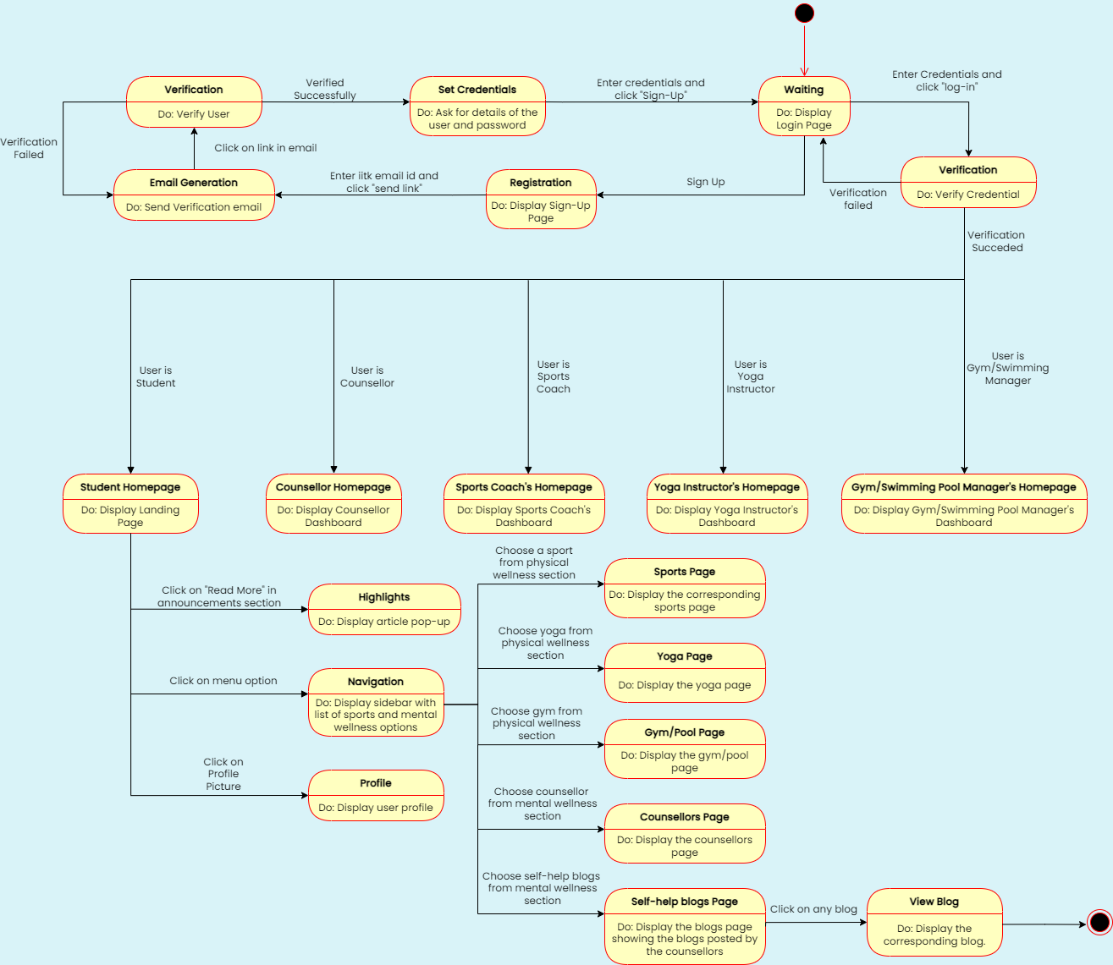 Verification
Do: Verify User
Verified
Successfully
Set Credentials
Do: Ask for details of the
user and password
Enter credentials and
click "Sign-Up"
Waiting
Do: Display
Login Page
Enter Credentials and
click "log-in"
Verification
Failed
Click on link in email
Email Generation
Do: Send Verification email
Enter iitk email id and
click "send link"
Registration
Do: Display Sign-Up
Page
Sign Up
Verification
failed
Verification
Do: Verify Credential
Verification
Succeded
User is
Student
User is
Counsellor
User is
Sports
Coach
User is
Yoga
Instructor
User is
Gym/Swimming
Manager
Student Homepage
Do: Display Landing
Page
Counsellor Homepage
Do: Display Counsellor
Dashboard
Sports Coach's Homepage
Do: Display Sports Coach's
Dashboard
Yoga Instructor's Homepage
Do: Display Yoga Instructor's
Dashboard
Gym/Swimming Pool Manager's Homepage
Do: Display Gym/Swimming Pool Manager's
Dashboard
Click on "Read More" in
announcements section
Highlights
Do: Display article pop-up
Click on menu option
Navigation
Do: Display sidebar with
list of sports and mental
wellness options
Click on
Profile
Picture
Profile
Do: Display user profile
Choose a sport
from physical
wellness section
Sports Page
Do: Display the corresponding
sports page
Choose yoga from
physical wellness
section
Yoga Page
Do: Display the yoga page
Choose gym from
physical wellness
section
Gym/Pool Page
Do: Display the gym/pool
page
Choose counsellor
from mental wellness
section
Counsellors Page
Do: Display the counsellors
page
Choose self-help blogs
from mental wellness
section
Self-help blogs Page
Do: Display the blogs page
showing the blogs posted by
the counsellors
Click on any blog
View Blog
Do: Display the
corresponding blog.